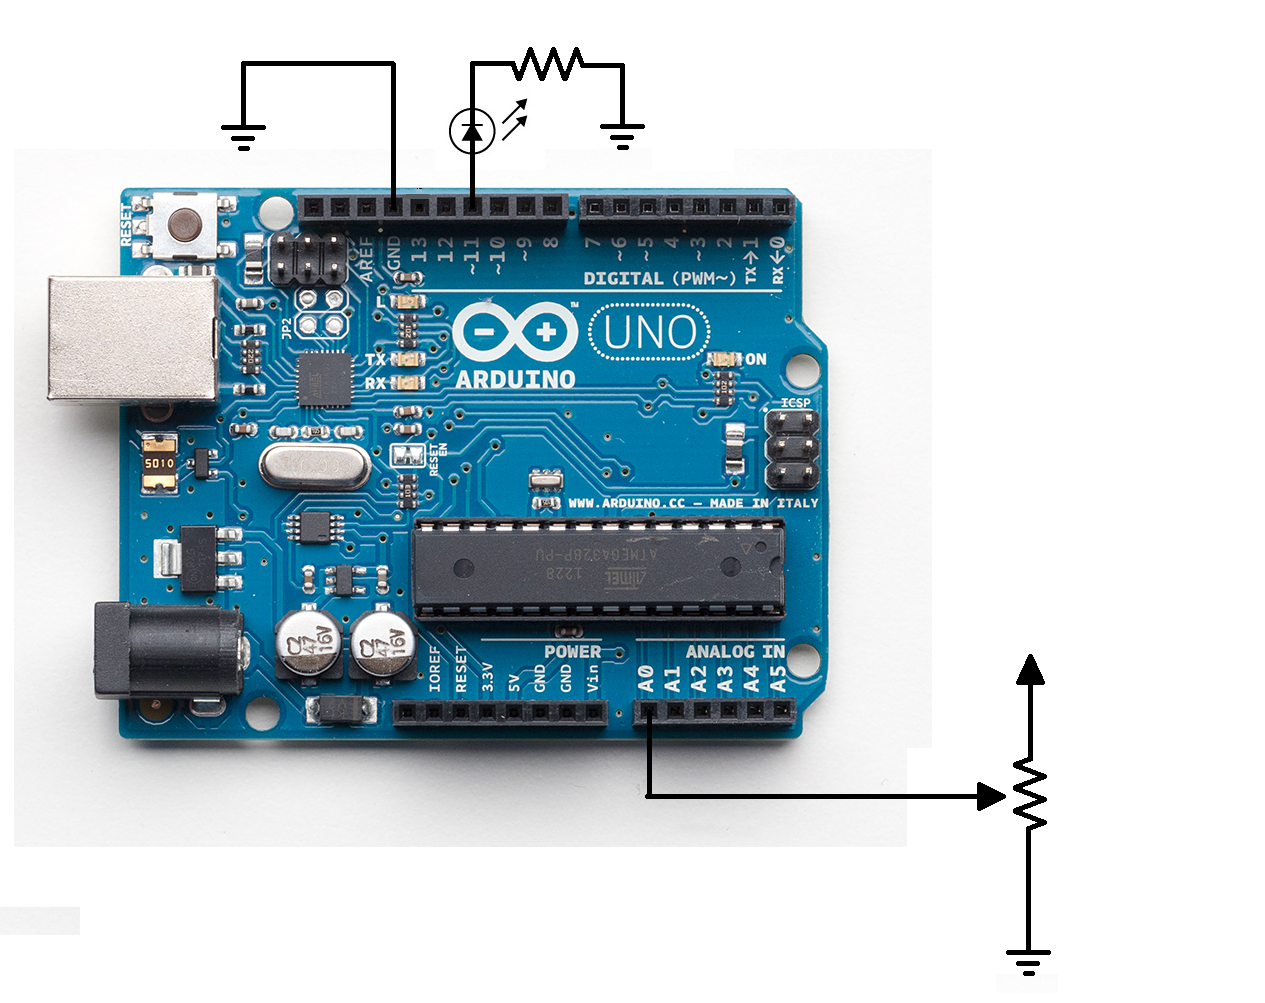 RESET
AREF
GND
13
12
~11
~10
~9
8
7
~6
~5
4
~3
2
TX→1
RX←0
DIGITAL (PWM~)
L
JP2
TX
RX
ARDUINO
UNO
™
ON
ICSP
RESET
EN
5010
WWW.ARDUINO.CC – MADE IN ITALY
ATMEGA328P-PU
1228
ATMEL
47
16V
47
16V
POWER
ANALOG IN
IOREF
RESET
3.3V
5V
GND
GND
Vin
A0
A1
A2
A3
A4
A5